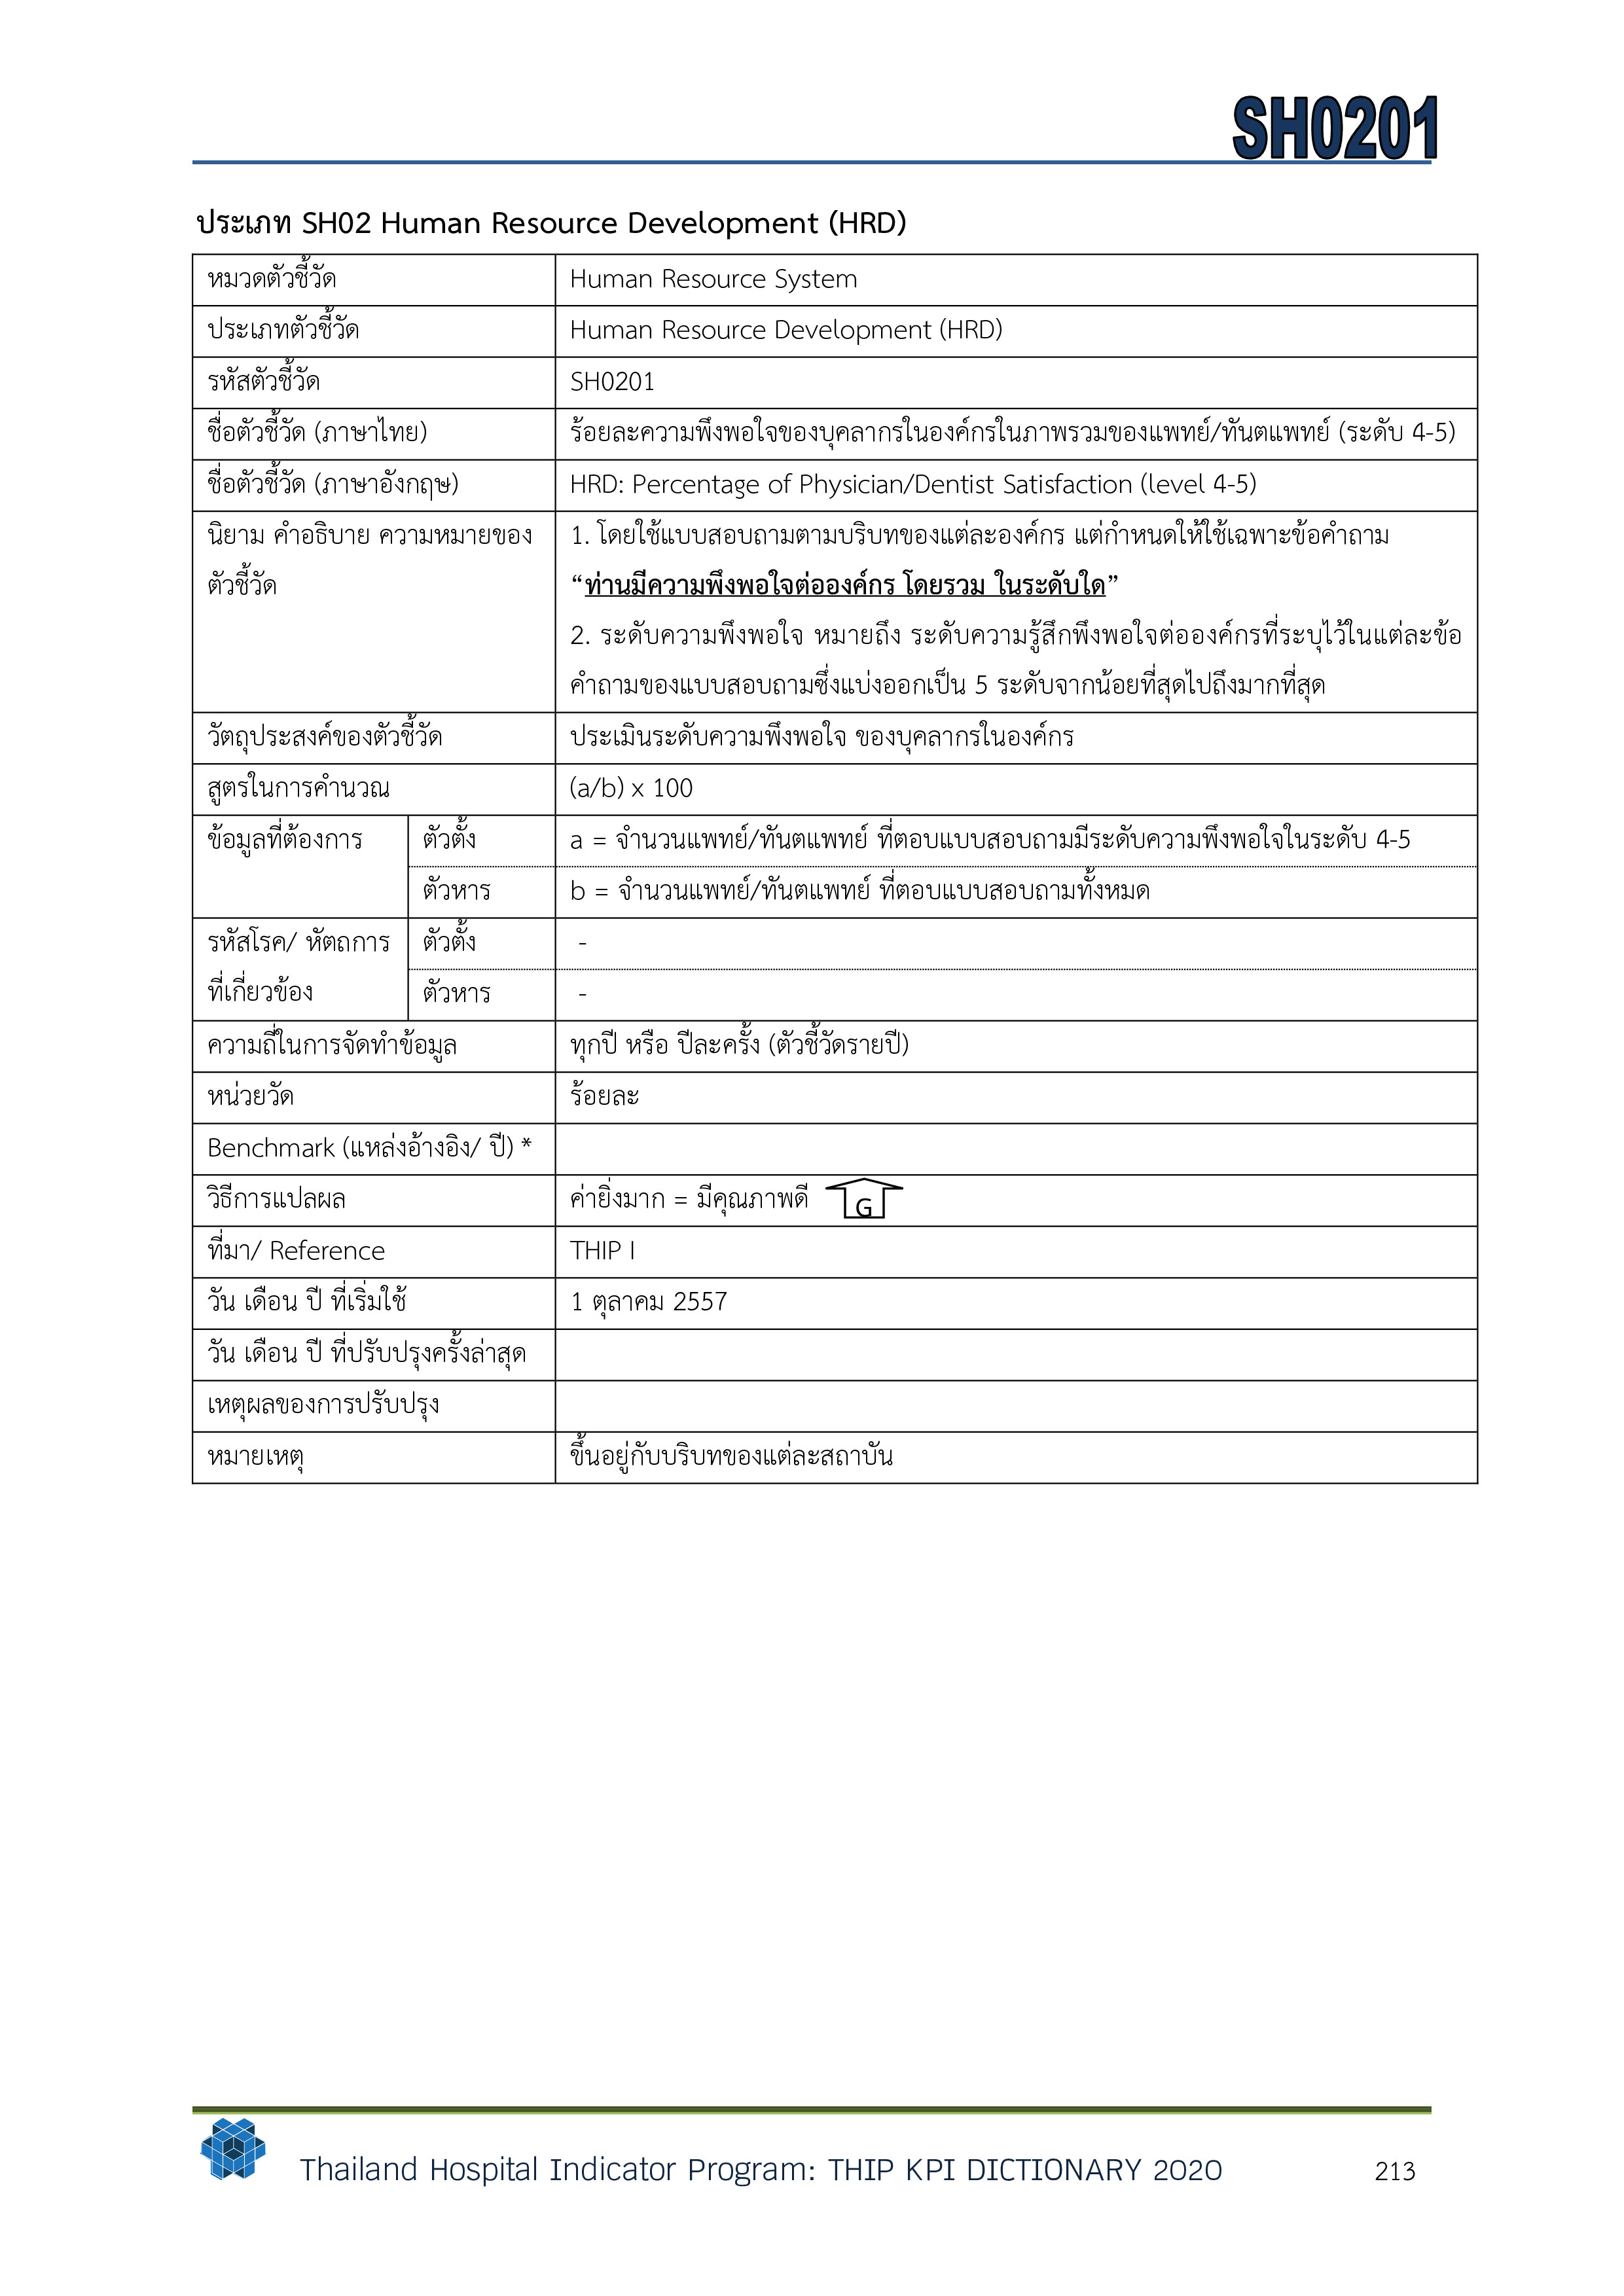 SH0201
ประเภท SH02 Human Resource Development (HRD)
หมวดตัวชี้วัด Human Resource System
ประเภทตัวชี้วัด Human Resource Development (HRD)
รหัสตัวชี้วัด SH0201
ชื่อตัวชี้วัด (ภาษาไทย) ร้อยละความพึงพอใจของบุคลากรในองค์กรในภาพรวมของแพทย์/ทันตแพทย์ (ระดับ 4-5)
ชื่อตัวชี้วัด (ภาษาอังกฤษ) HRD: Percentage of Physician/Dentist Satisfaction (level 4-5)
นิยาม คำอธิบาย ความหมายของ
ตัวชี้วัด
1. โดยใช้แบบสอบถามตามบริบทของแต่ละองค์กร แต่กำหนดให้ใช้เฉพาะข้อคำถาม
“ท่านมีความพึงพอใจต่อองค์กร โดยรวม ในระดับใด”
2. ระดับความพึงพอใจ หมายถึง ระดับความรู้สึกพึงพอใจต่อองค์กรที่ระบุไว้ในแต่ละข้อ
คำถามของแบบสอบถามซึ่งแบ่งออกเป็น 5 ระดับจากน้อยที่สุดไปถึงมากที่สุด
วัตถุประสงค์ของตัวชี้วัด ประเมินระดับความพึงพอใจ ของบุคลากรในองค์กร
สูตรในการคำนวณ (a/b) x 100
ข้อมูลที่ต้องการ ตัวตั้ง a = จำนวนแพทย์/ทันตแพทย์ ที่ตอบแบบสอบถามมีระดับความพึงพอใจในระดับ 4-5
ตัวหาร b = จำนวนแพทย์/ทันตแพทย์ ที่ตอบแบบสอบถามทั้งหมด
รหัสโรค/ หัตถการ ตัวตั้ง -
ที่เกี่ยวข้อง ตัวหาร -
ความถี่ในการจัดทำข้อมูล ทุกปี หรือ ปีละครั้ง (ตัวชี้วัดรายปี)
หน่วยวัด ร้อยละ
Benchmark (แหล่งอ้างอิง/ ปี) *
วิธีการแปลผล ค่ายิ่งมาก = มีคุณภาพดี G
ที่มา/ Reference THIP I
วัน เดือน ปี ที่เริ่มใช้ 1 ตุลาคม 2557
วัน เดือน ปี ที่ปรับปรุงครั้งล่าสุด
เหตุผลของการปรับปรุง
หมายเหตุ ขึ้นอยู่กับบริบทของแต่ละสถาบัน
Thailand Hospital Indicator Program: THIP KPI DICTIONARY 2020 213